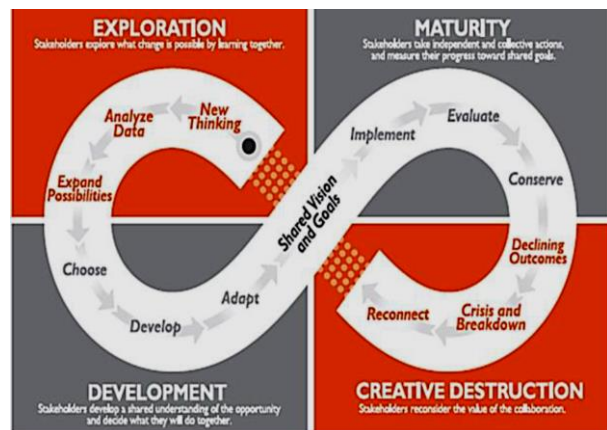 EXPLORATION
Stakeholders explore what change is possible by learning together.
New
Thinking
Analyze
Data
Expand
Possibilities
Choose
Develop
Adapt
Shared Vision
and Goals
DEVELOPMENT
Stakeholders develop a shared understanding of the opportunity
and decide what they will do together.
MATURITY
Stakeholders take independent and collective actions,
and measure their progress toward shared goals.
Implement
Evaluate
Conserve
Declining
Outcomes
Crisis and
Breakdown
Reconnect
CREATIVE DESTRUCTION
Stakeholders reconsider the value of the collaboration.